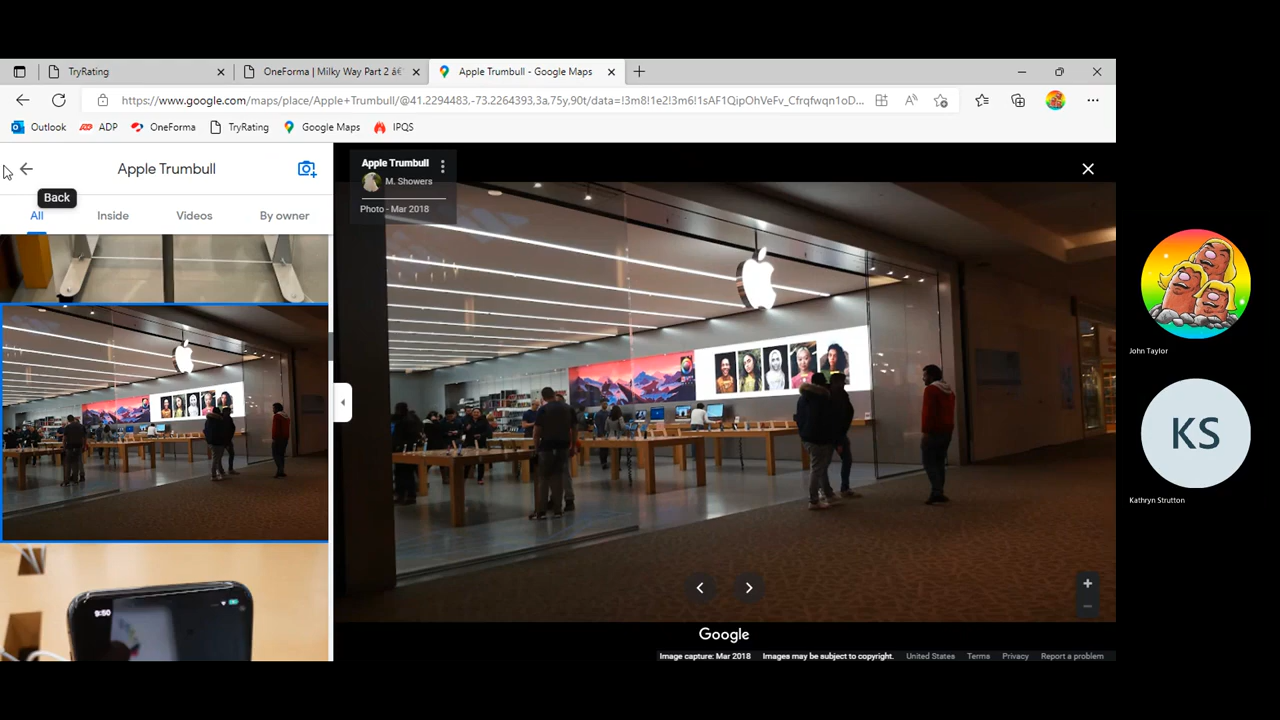 TryRating
OneForma | Milky Way Part 2 â€
Apple Trumbull - Google Maps
https://www.google.com/maps/place/Apple+Trumbull/@41.2294483,-73.2264393,3a,75y,90t/data=!3m8!1e2!3m6!1sAF1QipOhVeFv_Cfrqfwqn1oD...
Outlook
ADP
OneForma
TryRating
Google Maps
IPQS
Apple Trumbull
Back
All
Inside
Videos
By owner
9:50
Apple Trumbull
M. Showers
Photo - Mar 2018
Google
Image capture: Mar 2018
Images may be subject to copyright.
United States
Terms
Privacy
Report a problem
John Taylor
KS
Kathryn Strutton